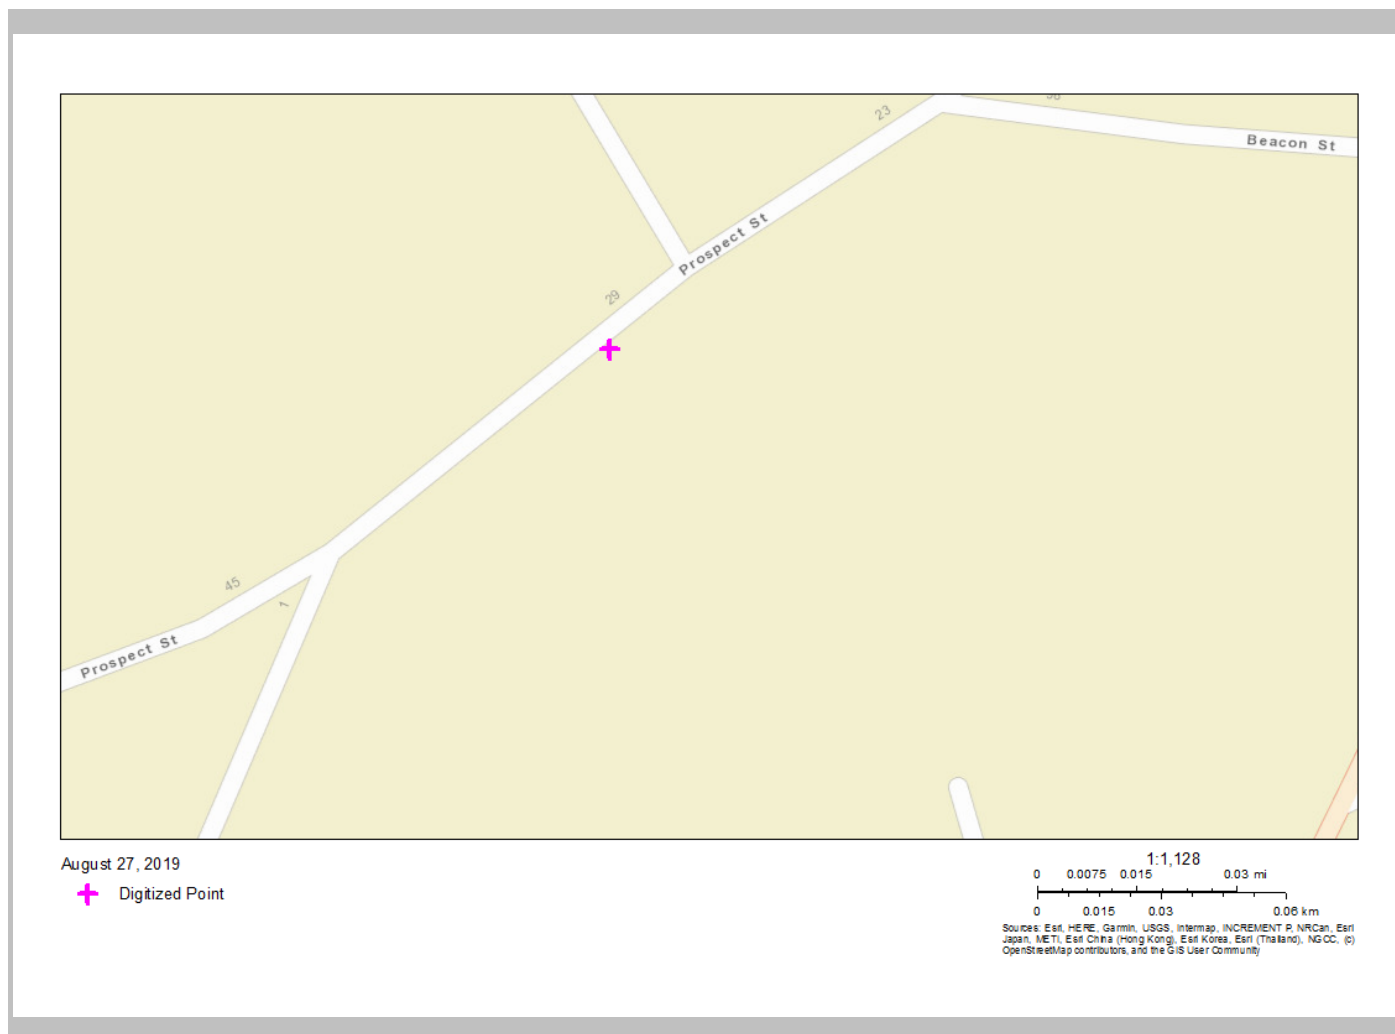 23
Beacon St
Prospect St
29
45
1
Prospect St
August 27, 2019
Digitized Point
1:1,128
0 0.0075 0.015 0.03 mi
0 0.015 0.03 0.06 km
Sources: Esri, HERE, Garmin, USGS, Intermap, INCREMENT P, NRCan, Esri
Japan, METI, Esri China (Hong Kong), Esri Korea, Esri (Thailand), NGCC, (c)
OpenStreetMap contributors, and the GIS User Community